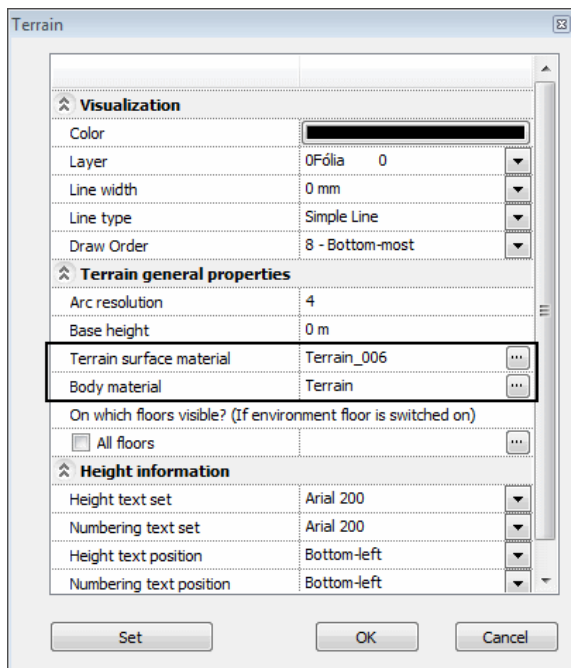 Terrain
Visualization
Color
Layer 0Fólia 0
Line width 0 mm
Line type Simple Line
Draw Order 8 - Bottom-most
Terrain general properties
Arc resolution 4
Base height 0 m
Terrain surface material Terrain_006 ...
Body material Terrain ...
On which floors visible? (If environment floor is switched on)
All floors ...
Height information
Height text set Arial 200
Numbering text set Arial 200
Height text position Bottom-left
Numbering text position Bottom-left
Set OK Cancel